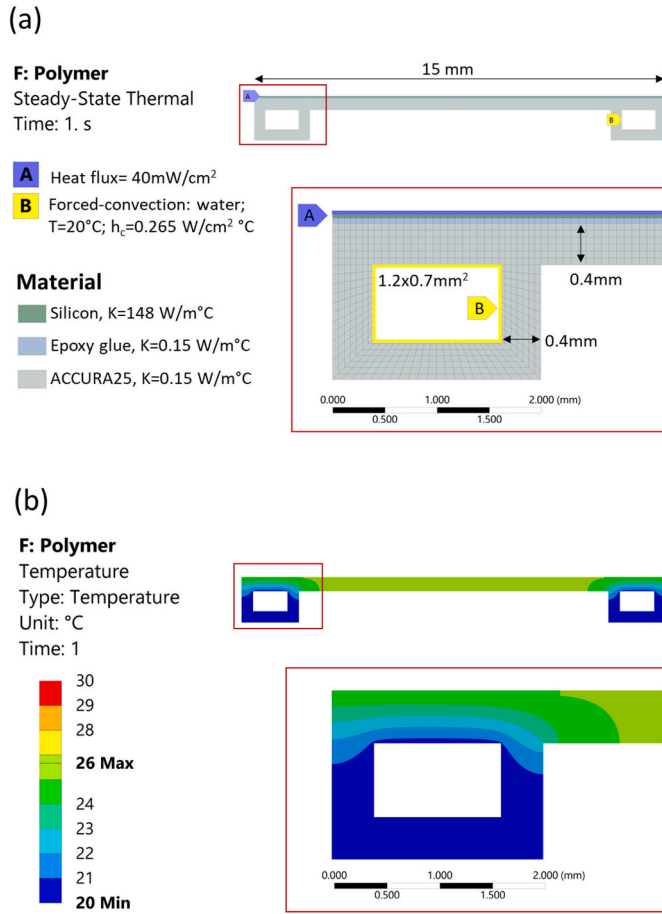 (a)
F: Polymer
Steady-State Thermal
Time: 1. s
A Heat flux= 40mW/cm²
B Forced-convection: water;
T=20°C; h꜀=0.265 W/cm² °C
Material
Silicon, K=148 W/m°C
Epoxy glue, K=0.15 W/m°C
ACCURA25, K=0.15 W/m°C
15 mm
A
B
A
1.2x0.7mm²
B
0.4mm
0.4mm
0.000 1.000 2.000 (mm)
0.500 1.500
(b)
F: Polymer
Temperature
Type: Temperature
Unit: °C
Time: 1
30
29
28
26 Max
24
23
22
21
20 Min
0.000 1.000 2.000 (mm)
0.500 1.500